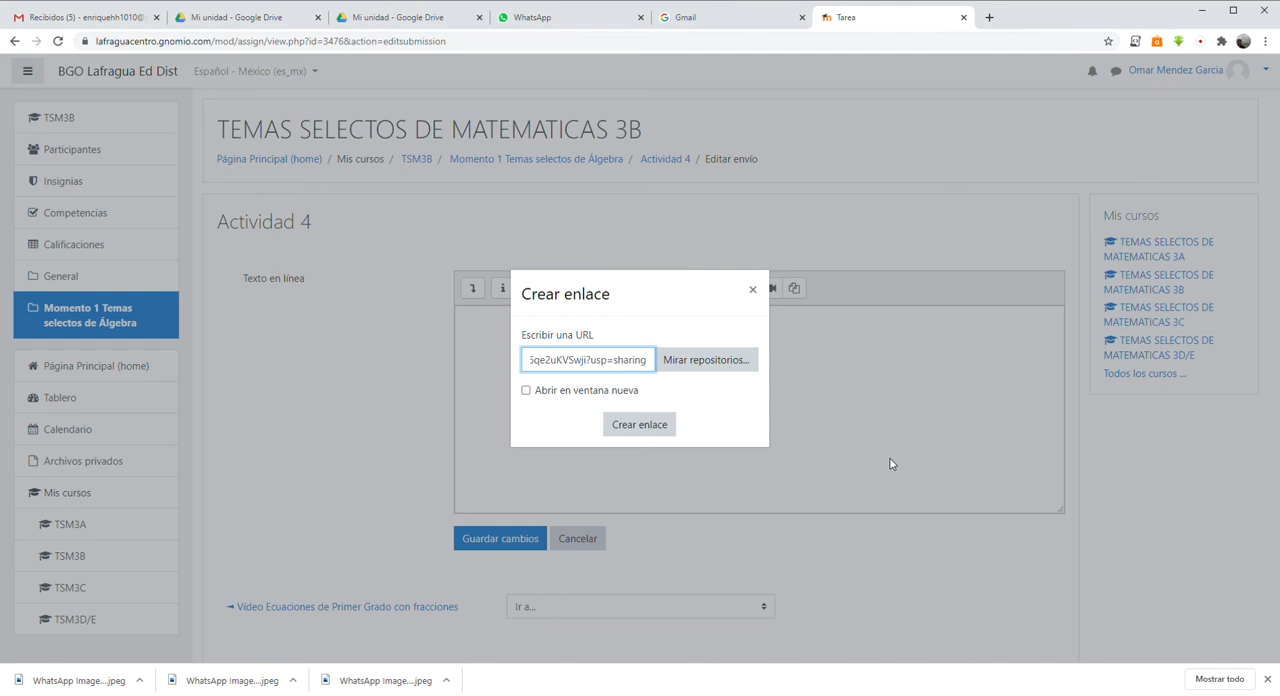 Recibidos (5) - enriquehh1010@
Mi unidad - Google Drive
Mi unidad - Google Drive
WhatsApp
Gmail
Tarea
lafraguacentro.gnomio.com/mod/assign/view.php?id=3476&action=editsubmission
BGO Lafragua Ed Dist
Español - México (es_mx)
Omar Mendez Garcia
TSM3B
Participantes
Insignias
Competencias
Calificaciones
General
Momento 1 Temas
selectos de Álgebra
Página Principal (home)
Tablero
Calendario
Archivos privados
Mis cursos
TSM3A
TSM3B
TSM3C
TSM3D/E
TEMAS SELECTOS DE MATEMATICAS 3B
Página Principal (home) / Mis cursos / TSM3B / Momento 1 Temas selectos de Álgebra / Actividad 4 / Editar envío
Actividad 4
Texto en línea
Crear enlace
Escribir una URL
5qe2uKVSwji?usp=sharing
Mirar repositorios...
Abrir en ventana nueva
Crear enlace
Guardar cambios
Cancelar
Vídeo Ecuaciones de Primer Grado con fracciones
Ir a...
Mis cursos
TEMAS SELECTOS DE
MATEMATICAS 3A
TEMAS SELECTOS DE
MATEMATICAS 3B
TEMAS SELECTOS DE
MATEMATICAS 3C
TEMAS SELECTOS DE
MATEMATICAS 3D/E
Todos los cursos ...
WhatsApp Image....jpeg
WhatsApp Image....jpeg
WhatsApp Image....jpeg
Mostrar todo